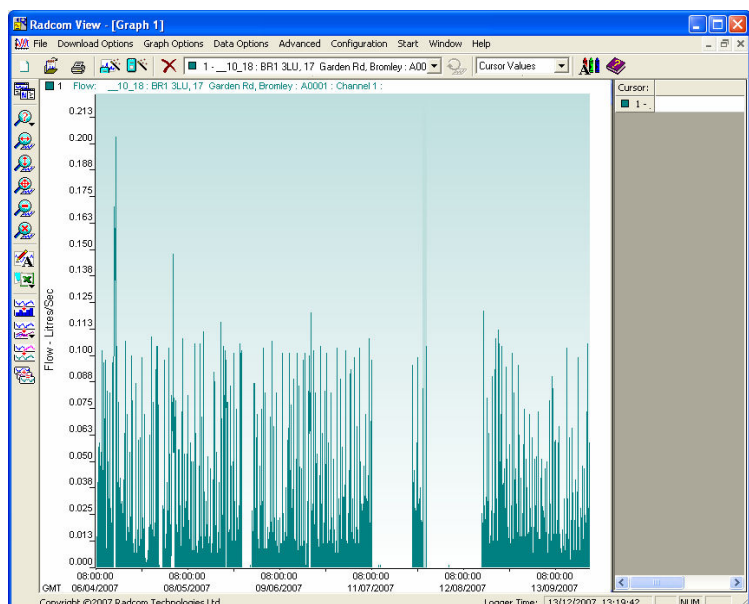 Radcom View - [Graph 1]
File Download Options Graph Options Data Options Advanced Configuration Start Window Help
1 - __10_18 : BR1 3LU, 17 Garden Rd, Bromley : A00
Cursor Values
1 Flow: __10_18 : BR1 3LU, 17 Garden Rd, Bromley : A0001 : Channel 1 :
Cursor:
1 - .
0.213
0.200
0.188
0.175
0.163
0.150
0.138
0.125
0.113
0.100
0.088
0.075
0.063
0.050
0.038
0.025
0.013
0.000
Flow - Litres/Sec
08:00:00 08:00:00 08:00:00 08:00:00 08:00:00 08:00:00
GMT 06/04/2007 08/05/2007 09/06/2007 11/07/2007 12/08/2007 13/09/2007
Copyright ©2007 Radcom Technologies Ltd Logger Time: 13/12/2007 13:19:42 NUM